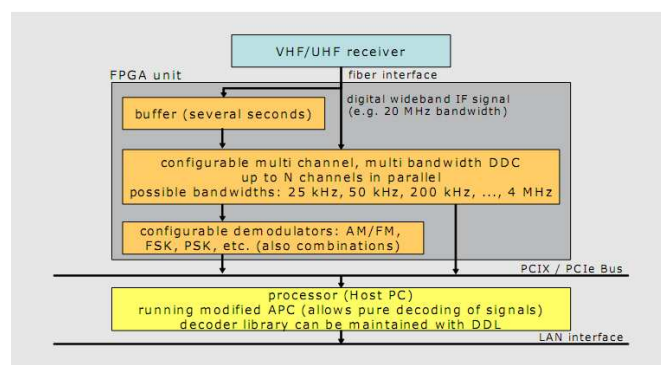 VHF/UHF receiver
FPGA unit
fiber interface
buffer (several seconds)
digital wideband IF signal
(e.g. 20 MHz bandwidth)
configurable multi channel, multi bandwidth DDC
up to N channels in parallel
possible bandwidths: 25 kHz, 50 kHz, 200 kHz, ..., 4 MHz
configurable demodulators: AM/FM,
FSK, PSK, etc. (also combinations)
PCIX / PCIe Bus
processor (Host PC)
running modified APC (allows pure decoding of signals)
decoder library can be maintained with DDL
LAN interface